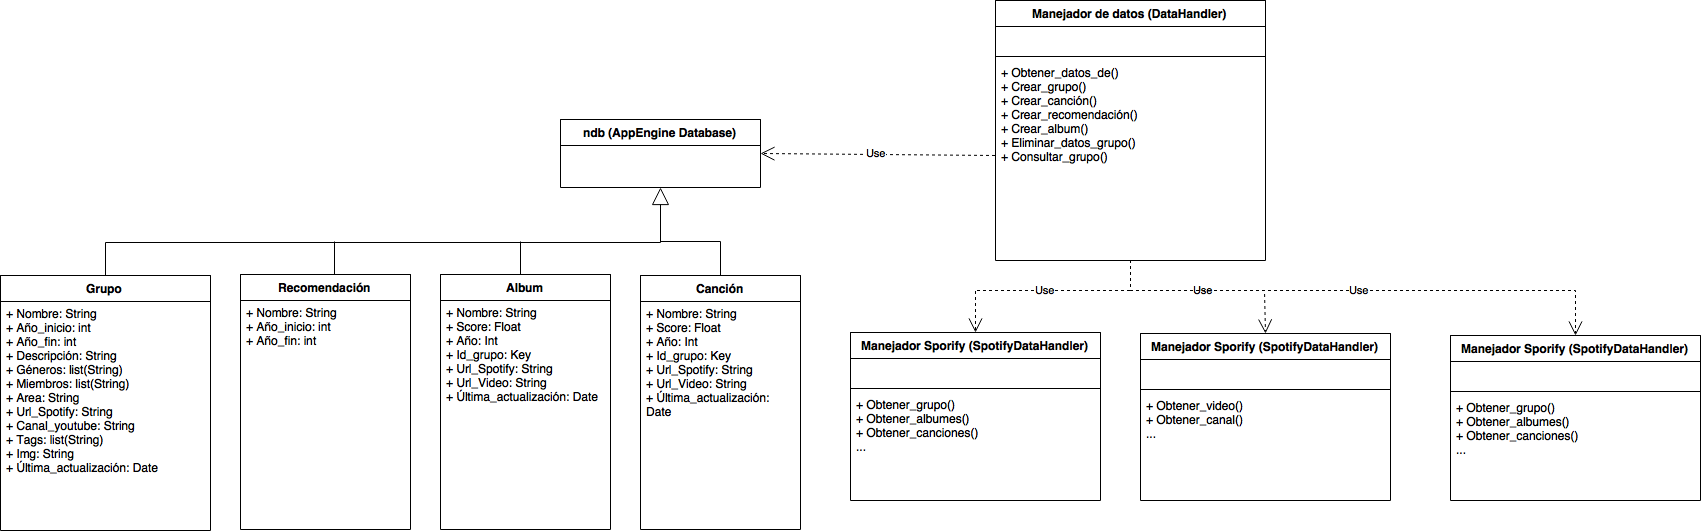 Manejador de datos (DataHandler)
+ Obtener_datos_de()
+ Crear_grupo()
+ Crear_canción()
+ Crear_recomendación()
+ Crear_album()
+ Eliminar_datos_grupo()
+ Consultar_grupo()
ndb (AppEngine Database)
Use
Use
Use
Use
Grupo
+ Nombre: String
+ Año_inicio: int
+ Año_fin: int
+ Descripción: String
+ Géneros: list(String)
+ Miembros: list(String)
+ Area: String
+ Url_Spotify: String
+ Canal_youtube: String
+ Tags: list(String)
+ Img: String
+ Última_actualización: Date
Recomendación
+ Nombre: String
+ Año_inicio: int
+ Año_fin: int
Album
+ Nombre: String
+ Score: Float
+ Año: Int
+ Id_grupo: Key
+ Url_Spotify: String
+ Url_Video: String
+ Última_actualización: Date
Canción
+ Nombre: String
+ Score: Float
+ Año: Int
+ Id_grupo: Key
+ Url_Spotify: String
+ Url_Video: String
+ Última_actualización:
Date
Manejador Sporify (SpotifyDataHandler)
+ Obtener_grupo()
+ Obtener_albumes()
+ Obtener_canciones()
...
Manejador Sporify (SpotifyDataHandler)
+ Obtener_video()
+ Obtener_canal()
...
Manejador Sporify (SpotifyDataHandler)
+ Obtener_grupo()
+ Obtener_albumes()
+ Obtener_canciones()
...